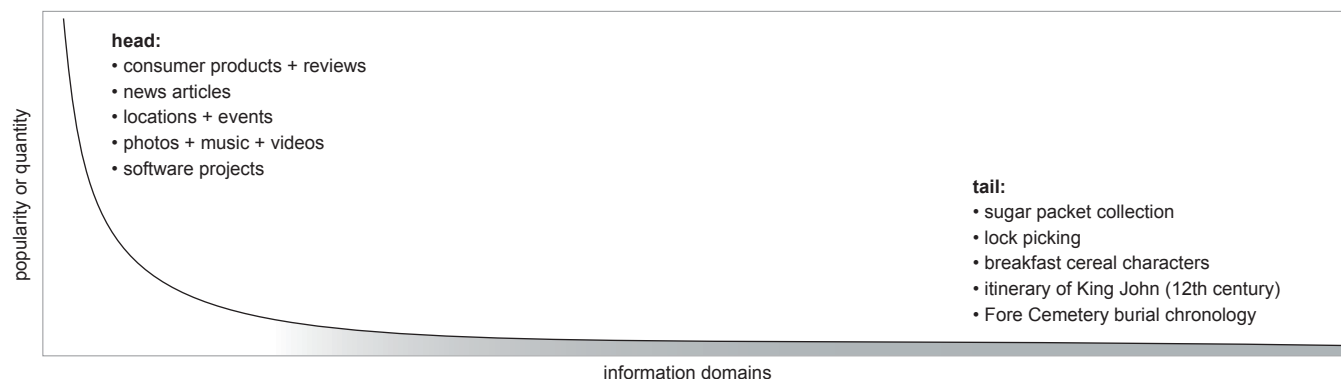 head:
• consumer products + reviews
• news articles
• locations + events
• photos + music + videos
• software projects
popularity or quantity
tail:
• sugar packet collection
• lock picking
• breakfast cereal characters
• itinerary of King John (12th century)
• Fore Cemetery burial chronology
information domains